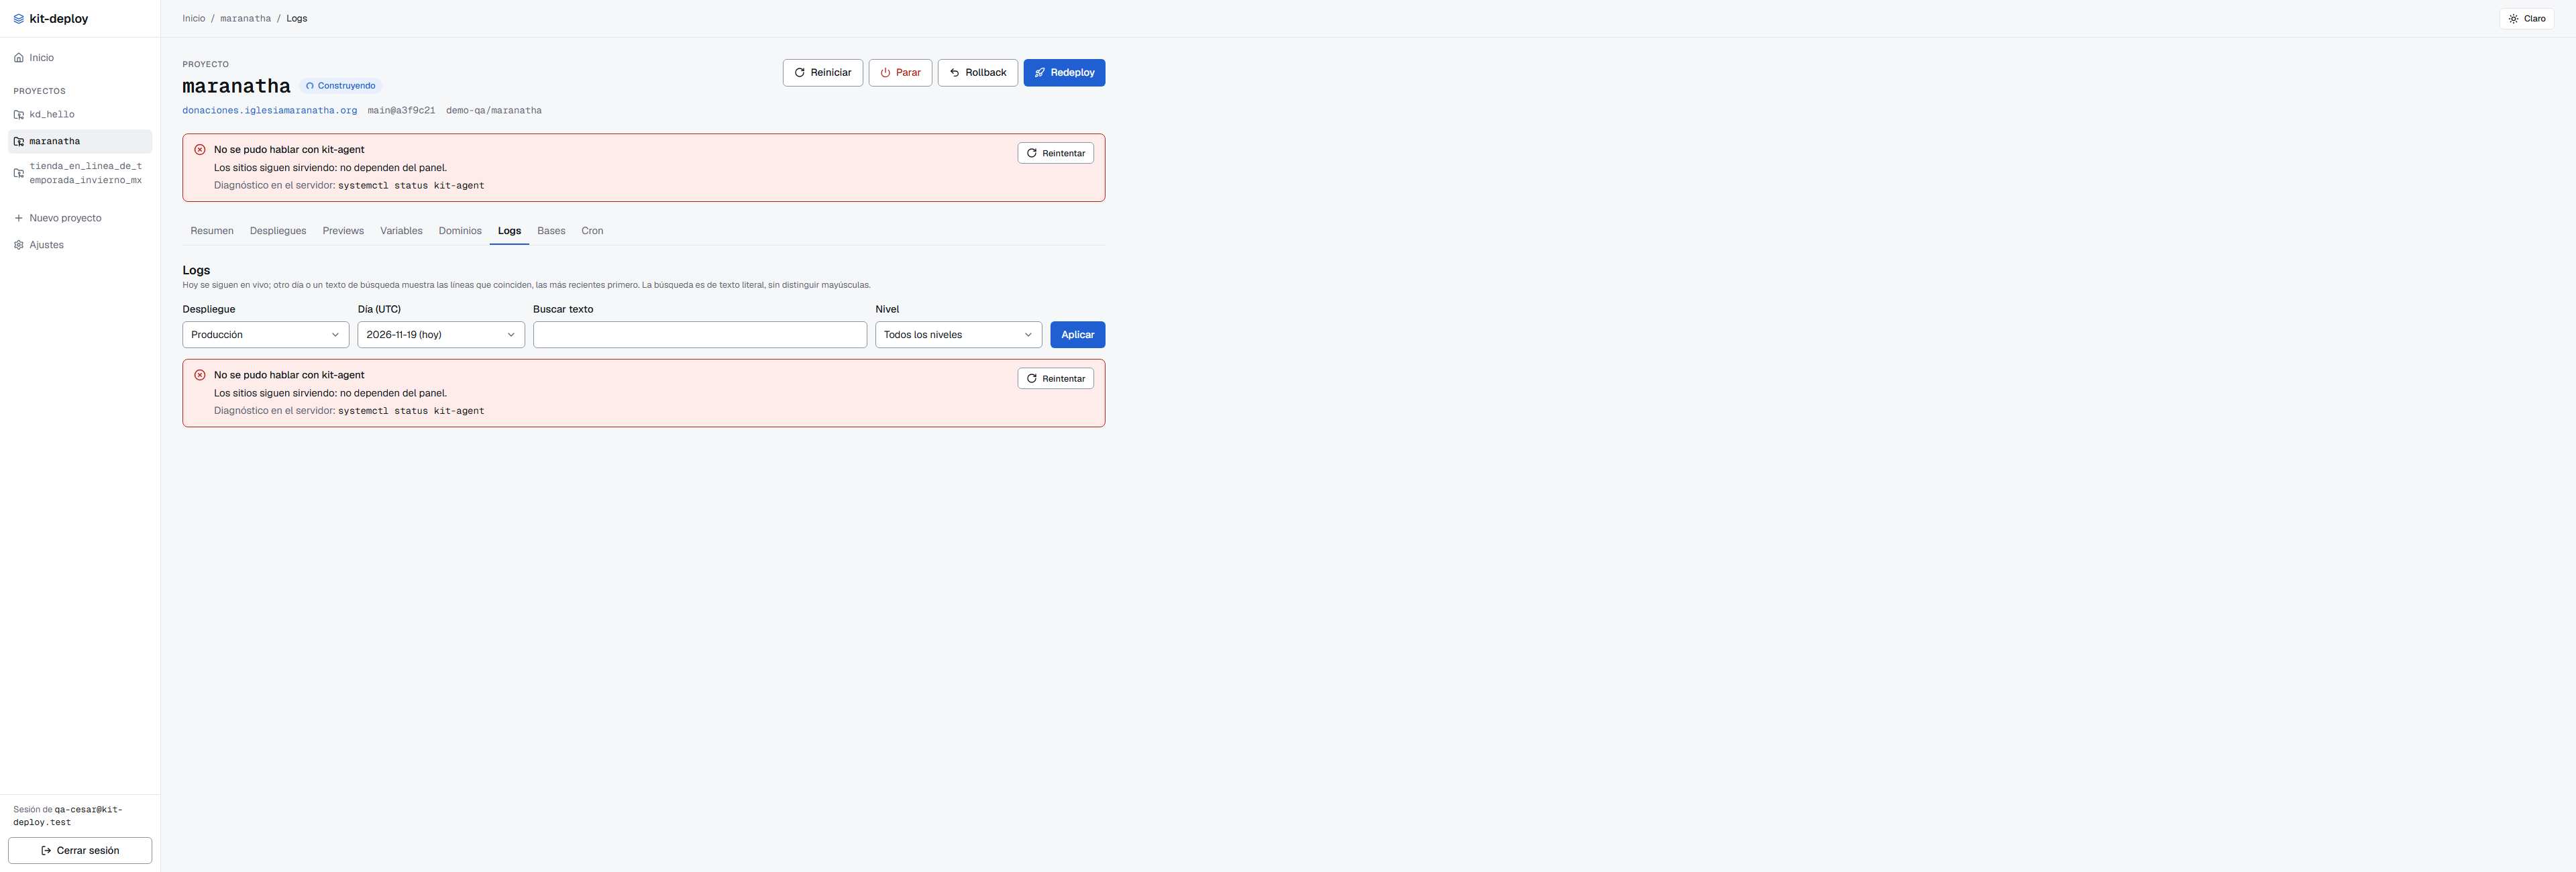 kit-deploy
Inicio / maranatha / Logs
Claro
Inicio
PROYECTOS
kd_hello
maranatha
tienda_en_linea_de_t
emporada_invierno_mx
Nuevo proyecto
Ajustes
PROYECTO
maranatha Construyendo
Reiniciar Parar Rollback Redeploy
donaciones.iglesiamaranatha.org main@a3f9c21 demo-qa/maranatha
No se pudo hablar con kit-agent
Reintentar
Los sitios siguen sirviendo: no dependen del panel.
Diagnóstico en el servidor: systemctl status kit-agent
Resumen Despliegues Previews Variables Dominios Logs Bases Cron
Logs
Hoy se siguen en vivo; otro día o un texto de búsqueda muestra las líneas que coinciden, las más recientes primero. La búsqueda es de texto literal, sin distinguir mayúsculas.
Despliegue Día (UTC) Buscar texto Nivel
Producción 2026-11-19 (hoy) Todos los niveles Aplicar
No se pudo hablar con kit-agent
Reintentar
Los sitios siguen sirviendo: no dependen del panel.
Diagnóstico en el servidor: systemctl status kit-agent
Sesión de qa-cesar@kit-
deploy.test
Cerrar sesión